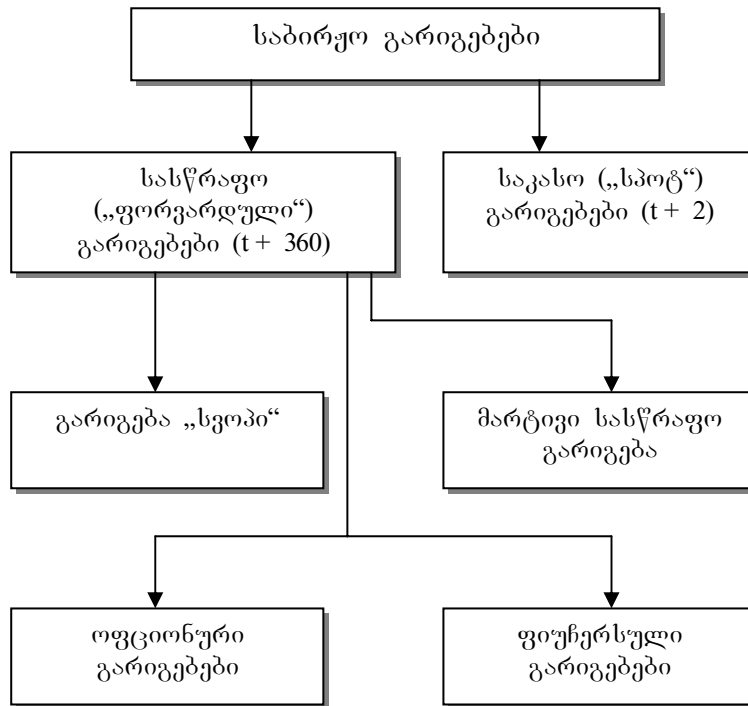 საბირჟო გარიგებები
სასწრაფო
(„ფორვარდული“)
გარიგებები (t + 360)
საკასო („სპოტ“)
გარიგებები (t + 2)
გარიგება „სვოპი“
მარტივი სასწრაფო
გარიგება
ოფციონური
გარიგებები
ფიუჩერსული
გარიგებები